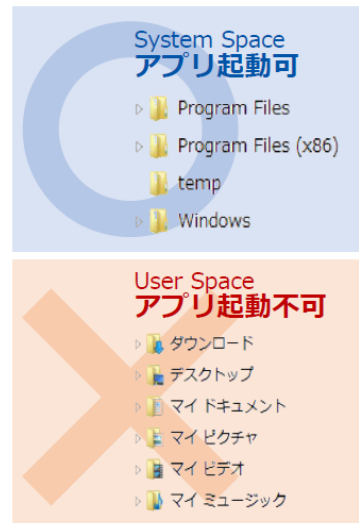 System Space
アプリ起動可
Program Files
Program Files (x86)
temp
Windows
User Space
アプリ起動不可
ダウンロード
デスクトップ
マイ ドキュメント
マイ ピクチャ
マイ ビデオ
マイ ミュージック